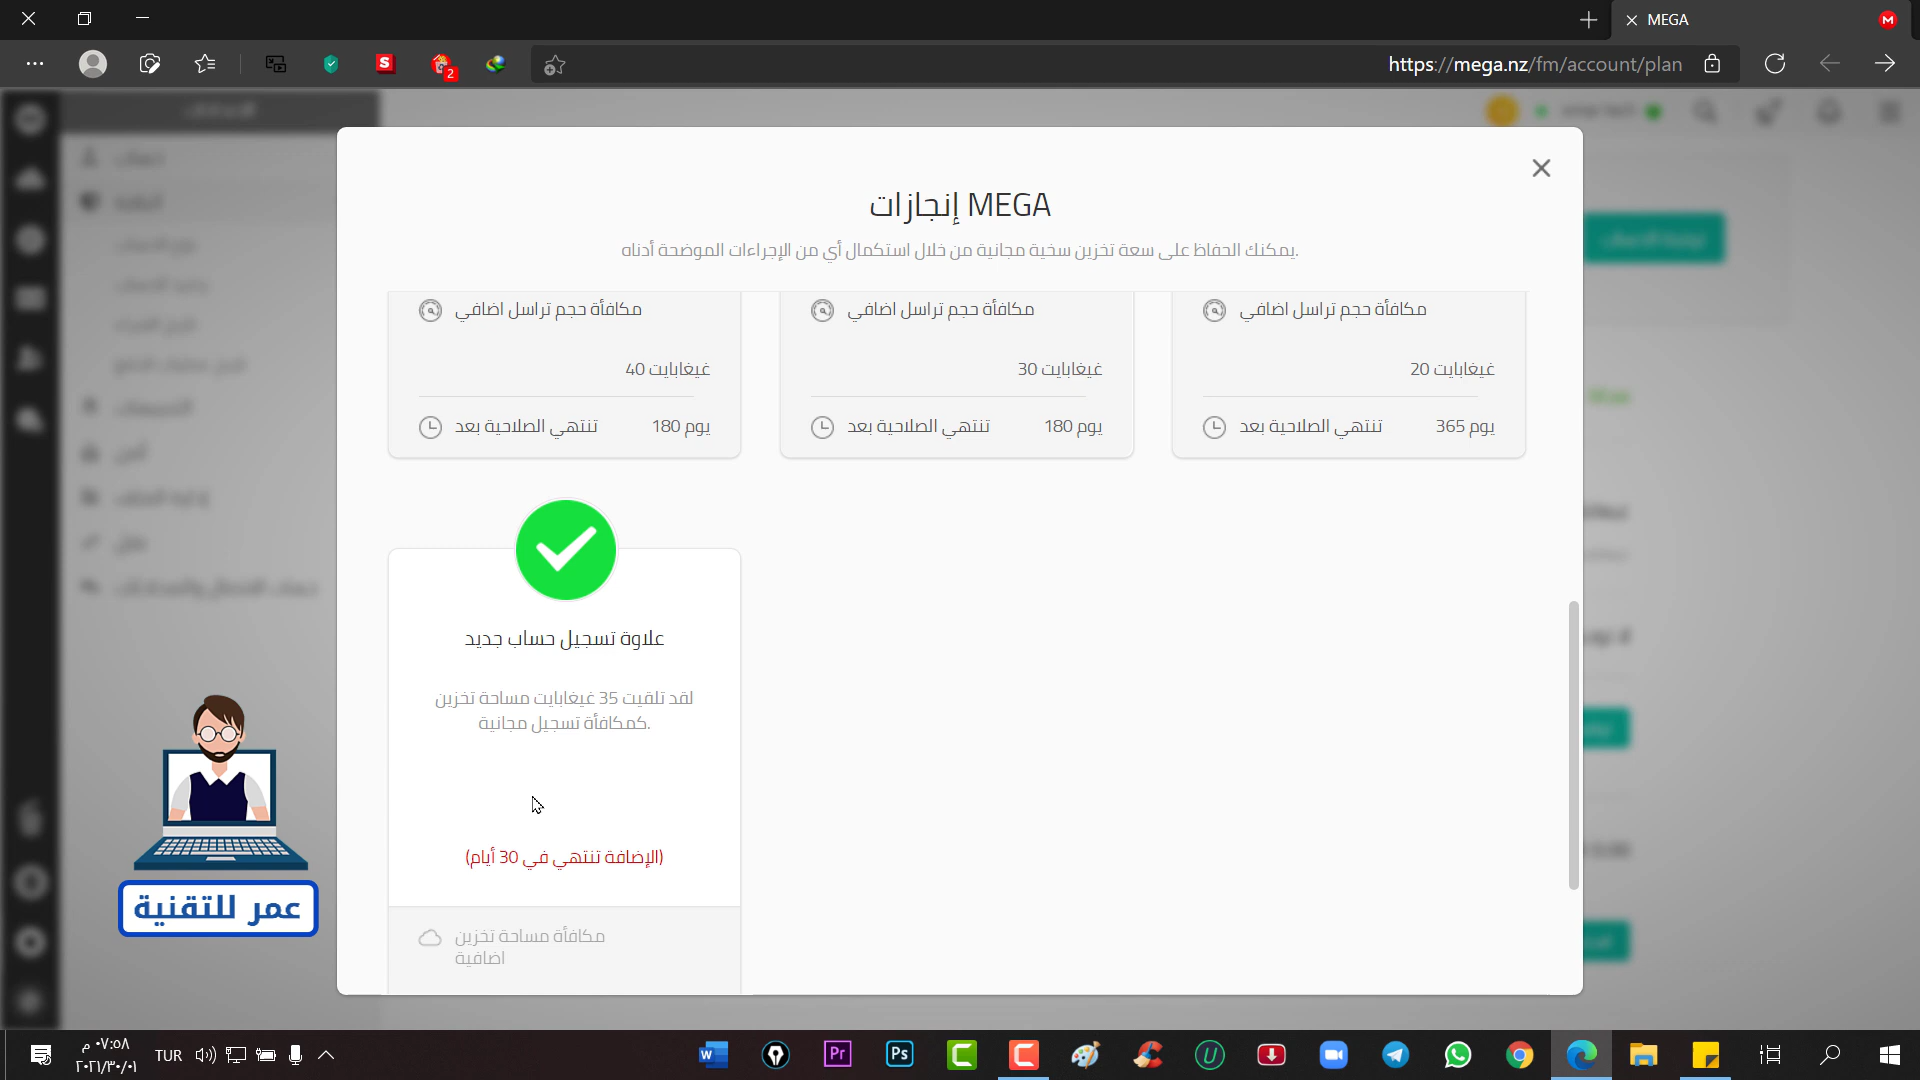 MEGA
https://mega.nz/fm/account/plan
2
إنجازات MEGA
يمكنك الحفاظ على سعة تخزين سخية مجانية من خلال استكمال أي من الإجراءات الموضحة أدناه.
مكافأة حجم تراسل اضافي
مكافأة حجم تراسل اضافي
مكافأة حجم تراسل اضافي
40 غيغابايت
30 غيغابايت
20 غيغابايت
تنتهي الصلاحية بعد 180 يوم
تنتهي الصلاحية بعد 180 يوم
تنتهي الصلاحية بعد 365 يوم
علاوة تسجيل حساب جديد
لقد تلقيت 35 غيغابايت مساحة تخزين
كمكافأة تسجيل مجانية.
(الإضافة تنتهي في 30 أيام)
مكافأة مساحة تخزين
اضافية
عمر للتقنية
٠٧:٥٨ م
TUR